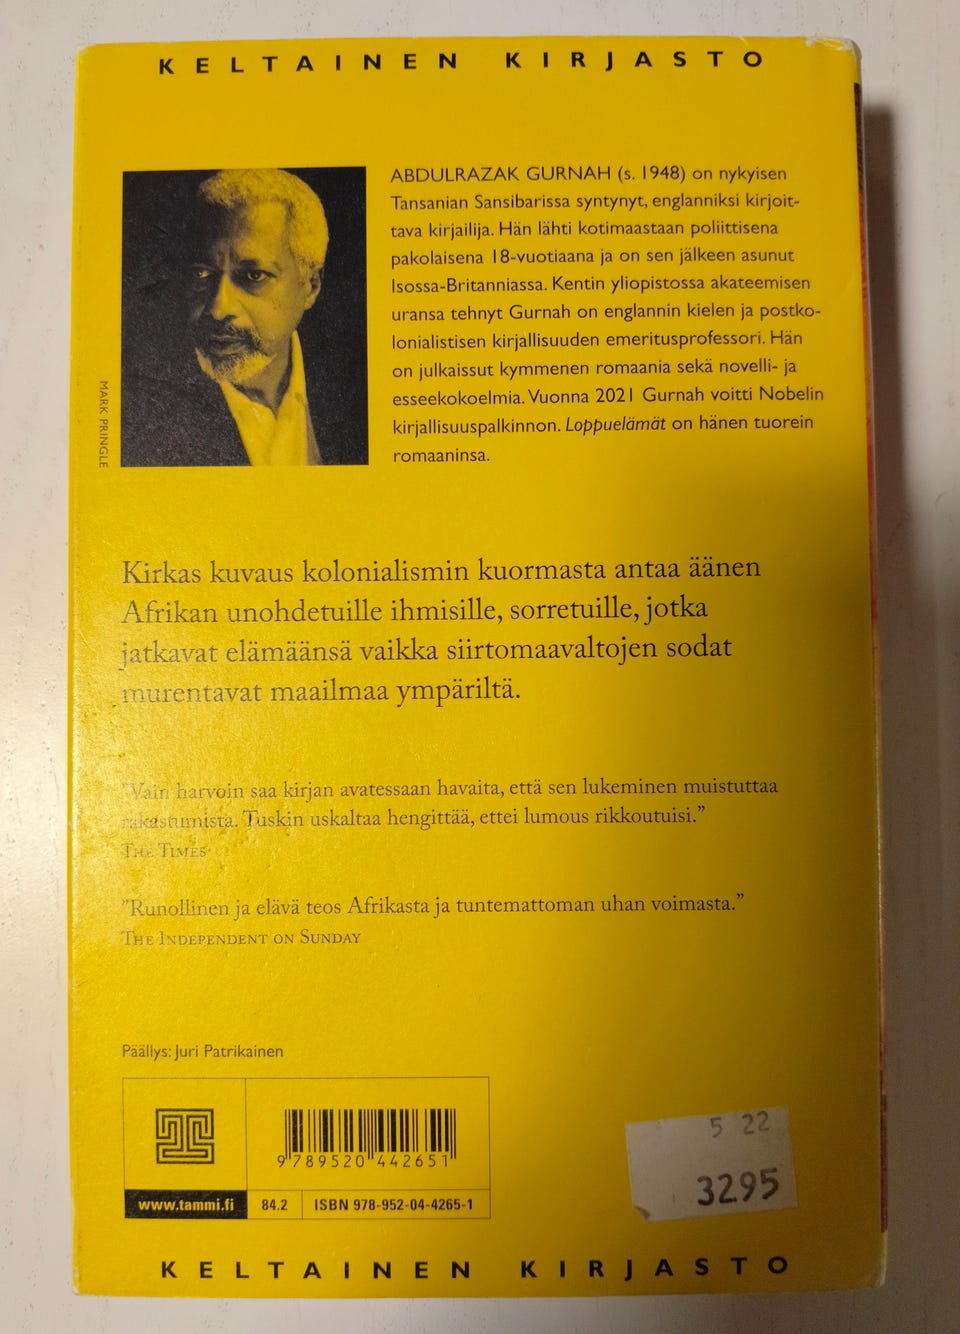 KELTAINEN KIRJASTO
ABDULRAZAK GURNAH (s. 1948) on nykyisen
Tansanian Sansibarissa syntynyt, englanniksi kirjoit-
tava kirjailija. Hän lähti kotimaastaan poliittisena
pakolaisena 18-vuotiaana ja on sen jälkeen asunut
Isossa-Britanniassa. Kentin yliopistossa akateemisen
uransa tehnyt Gurnah on englannin kielen ja postko-
lonialistisen kirjallisuuden emeritusprofessori. Hän
on julkaissut kymmenen romaania sekä novelli- ja
esseekokoelmia. Vuonna 2021 Gurnah voitti Nobelin
kirjallisuuspalkinnon. Loppuelämät on hänen tuorein
romaaninsa.
MARK PRINGLE
Kirkas kuvaus kolonialismin kuormasta antaa äänen
Afrikan unohdetuille ihmisille, sorretuille, jotka
jatkavat elämäänsä vaikka siirtomaavaltojen sodat
murentavat maailmaa ympäriltä.
"Vain harvoin saa kirjan avatessaan havaita, että sen lukeminen muistuttaa
rakastumista. Tuskin uskaltaa hengittää, ettei lumous rikkoutuisi."
THE TIMES
"Runollinen ja elävä teos Afrikasta ja tuntemattoman uhan voimasta."
THE INDEPENDENT ON SUNDAY
Päällys: Juri Patrikainen
9 789520 442651
www.tammi.fi 84.2 ISBN 978-952-04-4265-1
5 22
3295
KELTAINEN KIRJASTO